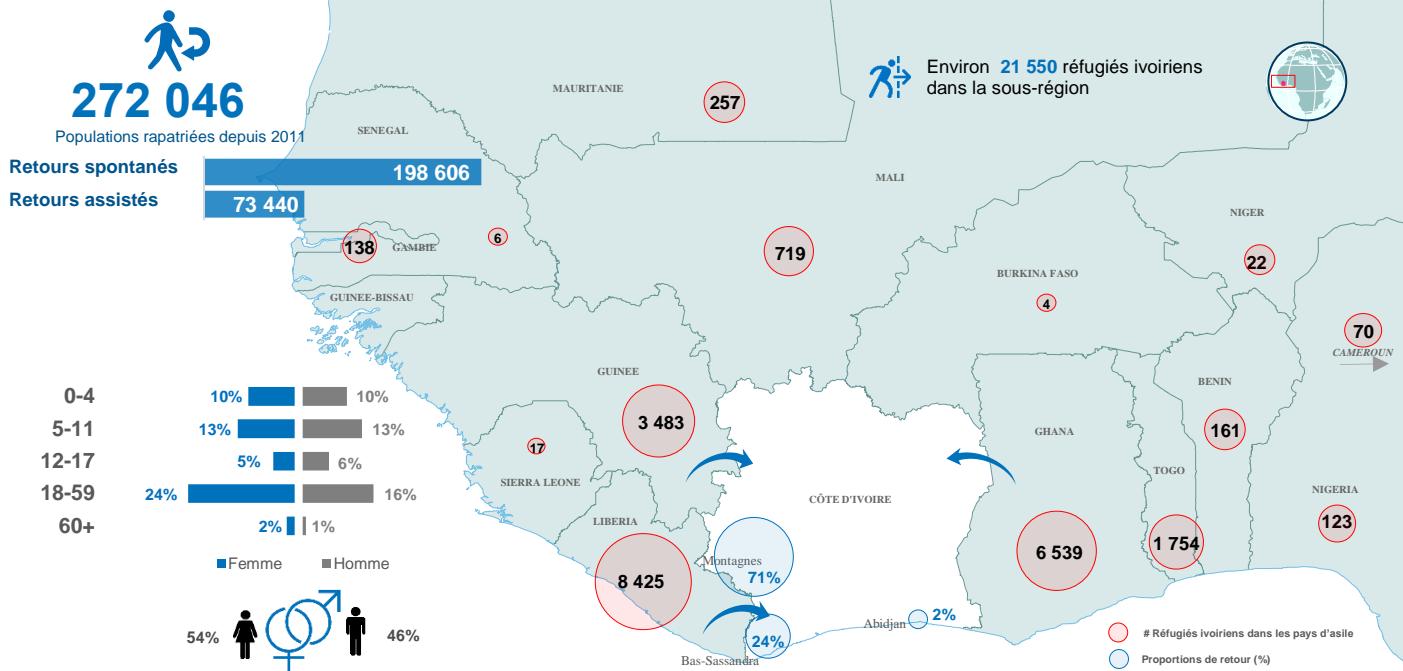 272 046
Populations rapatriées depuis 2011
Retours spontanés
198 606
Retours assistés
73 440
Environ 21 550 réfugiés ivoiriens
dans la sous-région
MAURITANIE
257
SENEGAL
MALI
NIGER
6
138
GAMBIE
719
22
BURKINA FASO
4
GUINEE-BISSAU
70
CAMEROUN
GUINEE
BENIN
3 483
161
GHANA
17
SIERRA LEONE
TOGO
NIGERIA
CÔTE D'IVOIRE
LIBERIA
123
8 425
6 539
1 754
Montagnes
71%
Abidjan
2%
24%
Bas-Sassandra
0-4
10%
10%
5-11
13%
13%
12-17
5%
6%
18-59
24%
16%
60+
2%
1%
Femme
Homme
54%
46%
# Réfugiés ivoiriens dans les pays d'asile
Proportions de retour (%)